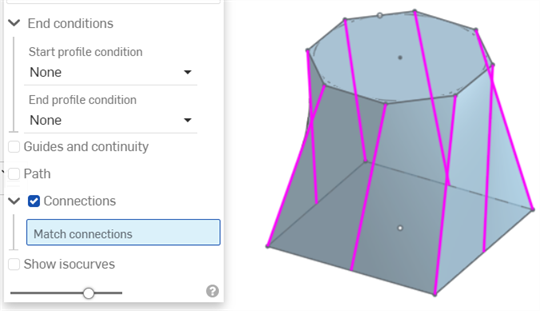 End conditions
Start profile condition
None
End profile condition
None
Guides and continuity
Path
Connections
Match connections
Show isocurves
?